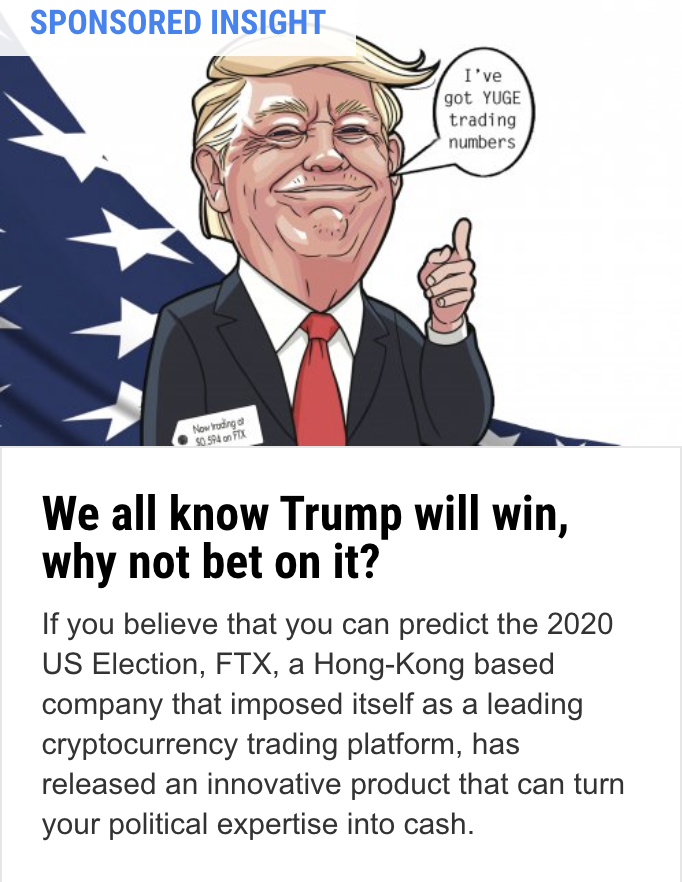 SPONSORED INSIGHT
I've
got YUGE
trading
numbers
Now trading at
$0.594 on FTX
We all know Trump will win,
why not bet on it?
If you believe that you can predict the 2020
US Election, FTX, a Hong-Kong based
company that imposed itself as a leading
cryptocurrency trading platform, has
released an innovative product that can turn
your political expertise into cash.